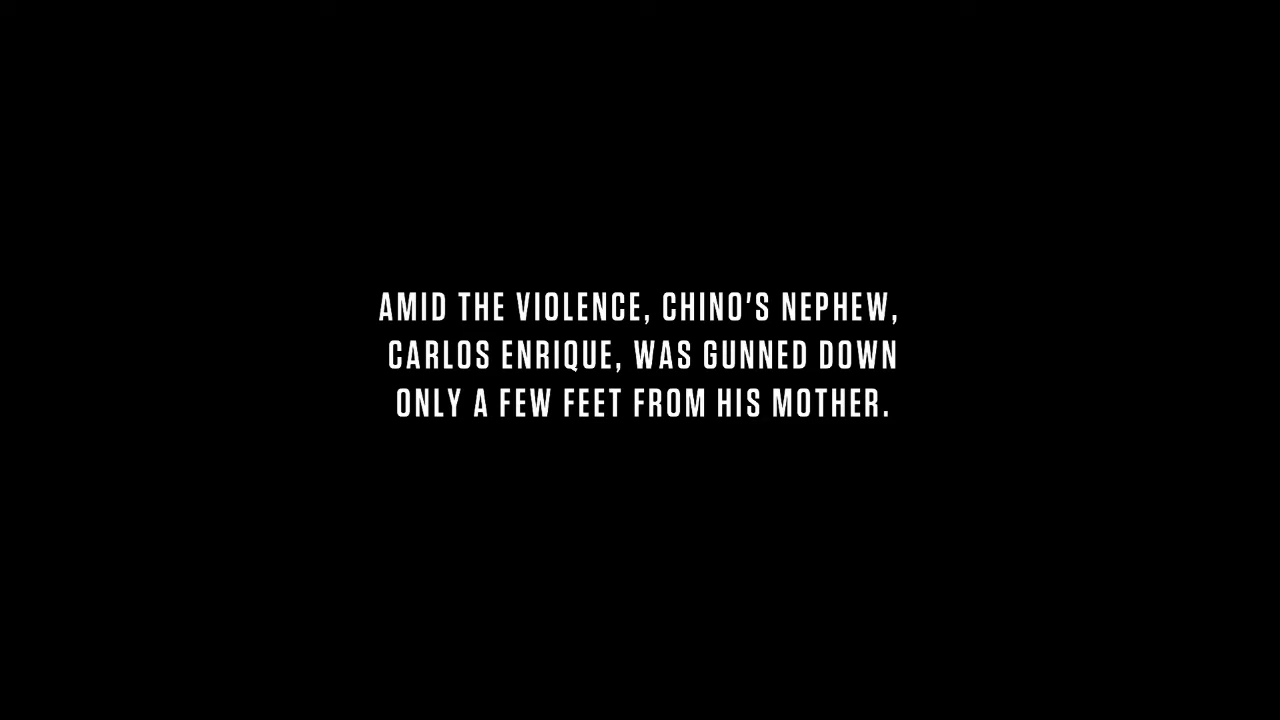 AMID THE VIOLENCE, CHINO'S NEPHEW,
CARLOS ENRIQUE, WAS GUNNED DOWN
ONLY A FEW FEET FROM HIS MOTHER.